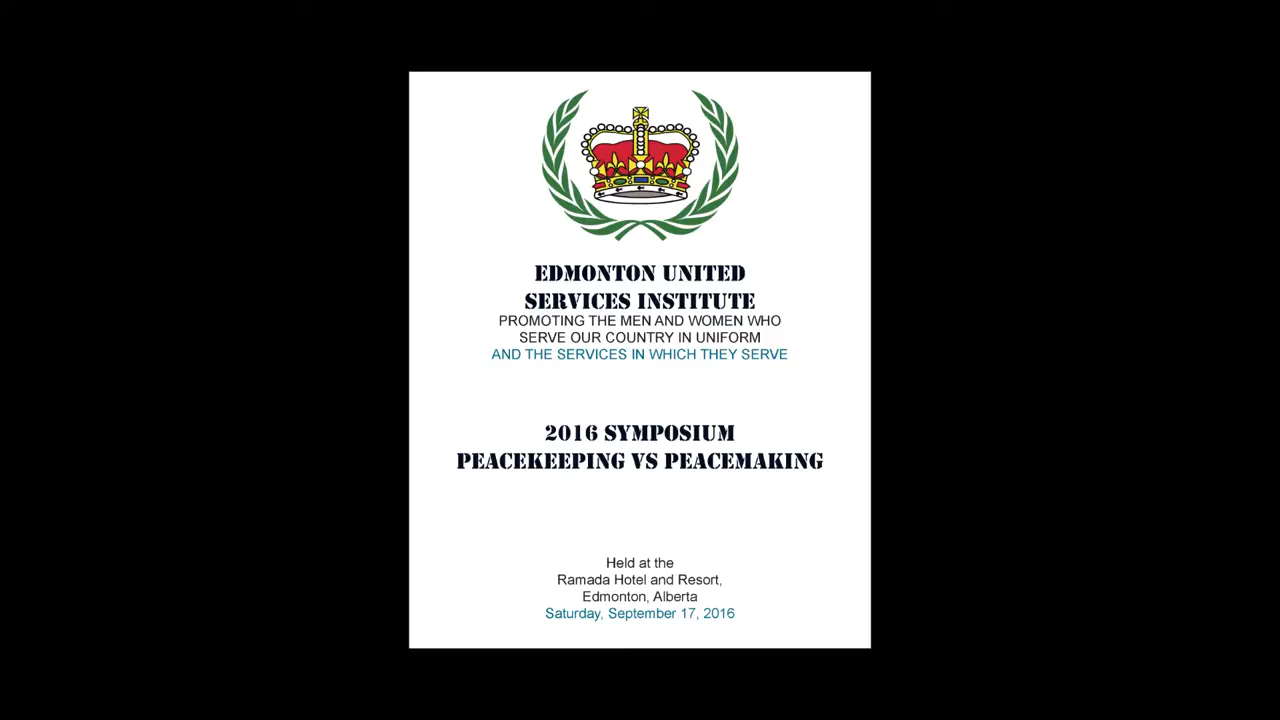 EDMONTON UNITED
SERVICES INSTITUTE
PROMOTING THE MEN AND WOMEN WHO
SERVE OUR COUNTRY IN UNIFORM
AND THE SERVICES IN WHICH THEY SERVE
2016 SYMPOSIUM
PEACEKEEPING VS PEACEMAKING
Held at the
Ramada Hotel and Resort,
Edmonton, Alberta
Saturday, September 17, 2016